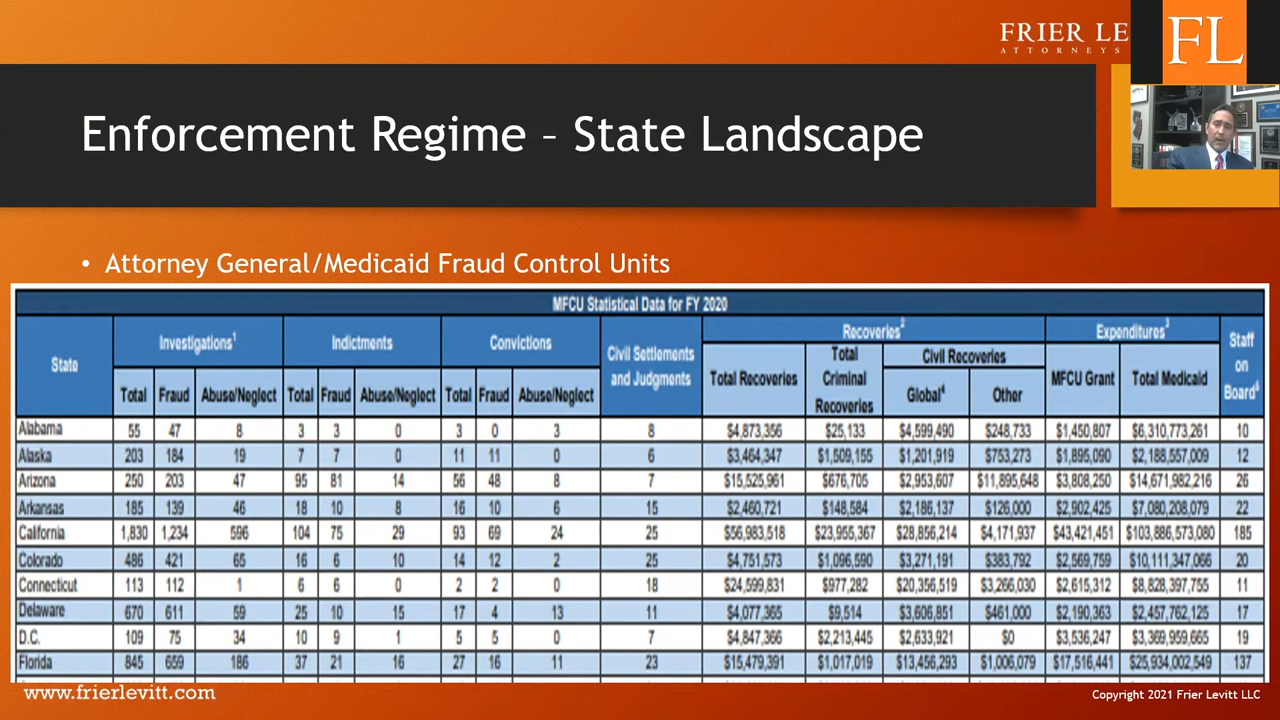 FRIER LE
ATTORNEYS
FL
Enforcement Regime – State Landscape
• Attorney General/Medicaid Fraud Control Units
MFCU Statistical Data for FY 2020
State Investigations¹ Indictments Convictions Civil Settlements and Judgments Recoveries² Expenditures³ Staff on Board⁵
Total Recoveries Total Criminal Recoveries Civil Recoveries MFCU Grant Total Medicaid
Total Fraud Abuse/Neglect Total Fraud Abuse/Neglect Total Fraud Abuse/Neglect Global⁴ Other
Alabama 55 47 8 3 3 0 3 0 3 8 $4,873,356 $25,133 $4,599,490 $248,733 $1,450,807 $6,310,773,261 10
Alaska 203 184 19 7 7 0 11 11 0 6 $3,464,347 $1,509,155 $1,201,919 $753,273 $1,895,090 $2,188,557,009 12
Arizona 250 203 47 95 81 14 56 48 8 7 $15,525,961 $676,705 $2,953,607 $11,895,648 $3,808,250 $14,671,982,216 26
Arkansas 185 139 46 18 10 8 16 10 6 15 $2,460,721 $148,584 $2,186,137 $126,000 $2,902,425 $7,080,208,079 22
California 1,830 1,234 596 104 75 29 93 69 24 25 $56,983,518 $23,955,367 $28,856,214 $4,171,937 $43,421,451 $103,886,573,080 185
Colorado 486 421 65 16 6 10 14 12 2 25 $4,751,573 $1,096,590 $3,271,191 $383,792 $2,569,759 $10,111,347,066 20
Connecticut 113 112 1 6 6 0 2 2 0 18 $24,599,831 $977,282 $20,356,519 $3,266,030 $2,615,312 $8,828,397,755 11
Delaware 670 611 59 25 10 15 17 4 13 11 $4,077,365 $9,514 $3,606,851 $461,000 $2,190,363 $2,457,762,125 17
D.C. 109 75 34 10 9 1 5 5 0 7 $4,847,366 $2,213,445 $2,633,921 $0 $3,536,247 $3,369,959,665 19
Florida 845 659 186 37 21 16 27 16 11 23 $15,479,391 $1,017,019 $13,456,293 $1,006,079 $17,516,441 $25,934,002,549 137
www.frierlevitt.com
Copyright 2021 Frier Levitt LLC